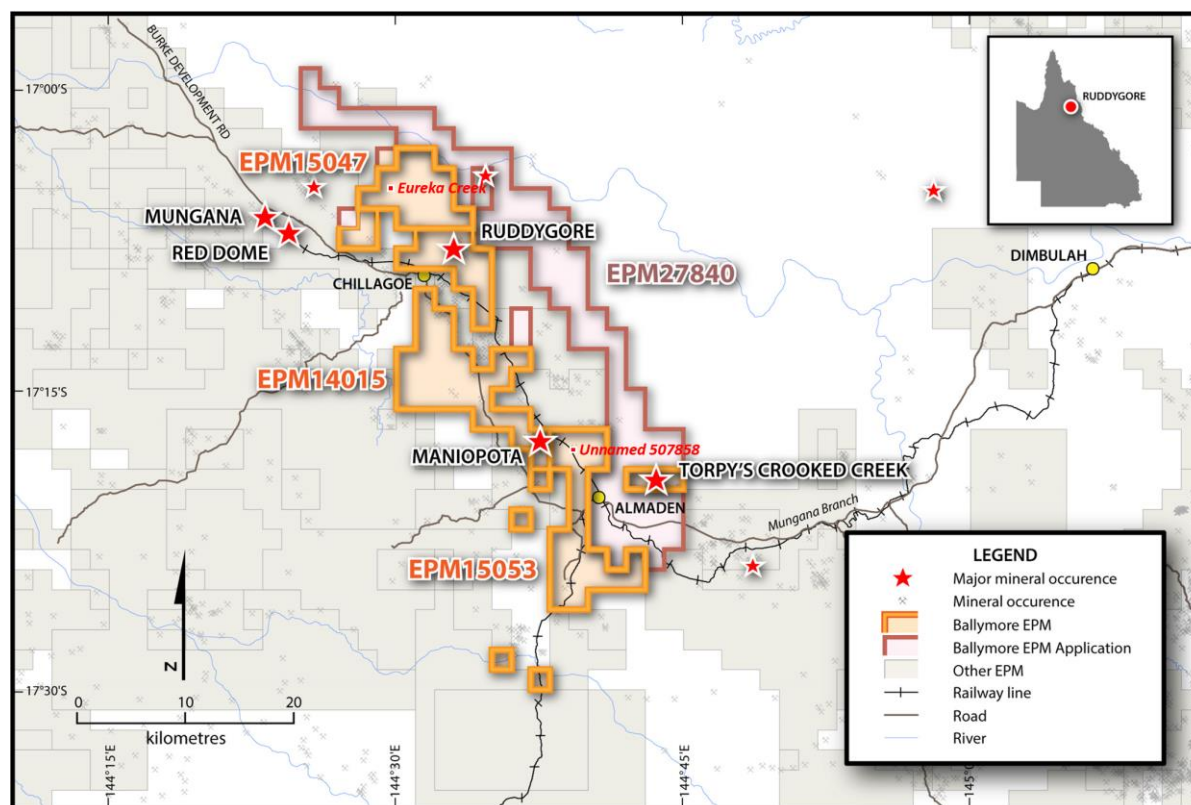 BURKE DEVELOPMENT RD
17°00'S
RUDDYGORE
EPM15047
Eureka Creek
MUNGANA
RED DOME
RUDDYGORE
CHILLAGOE
EPM27840
DIMBULAH
EPM14015
17°15'S
MANIOPOTA
Unnamed 507858
TORPY'S CROOKED CREEK
ALMADEN
Mungana Branch
EPM15053
N
17°30'S
0 10 20
kilometres
144°15'E
144°30'E
144°45'E
LEGEND
Major mineral occurence
Mineral occurence
Ballymore EPM
Ballymore EPM Application
Other EPM
Railway line
Road
River